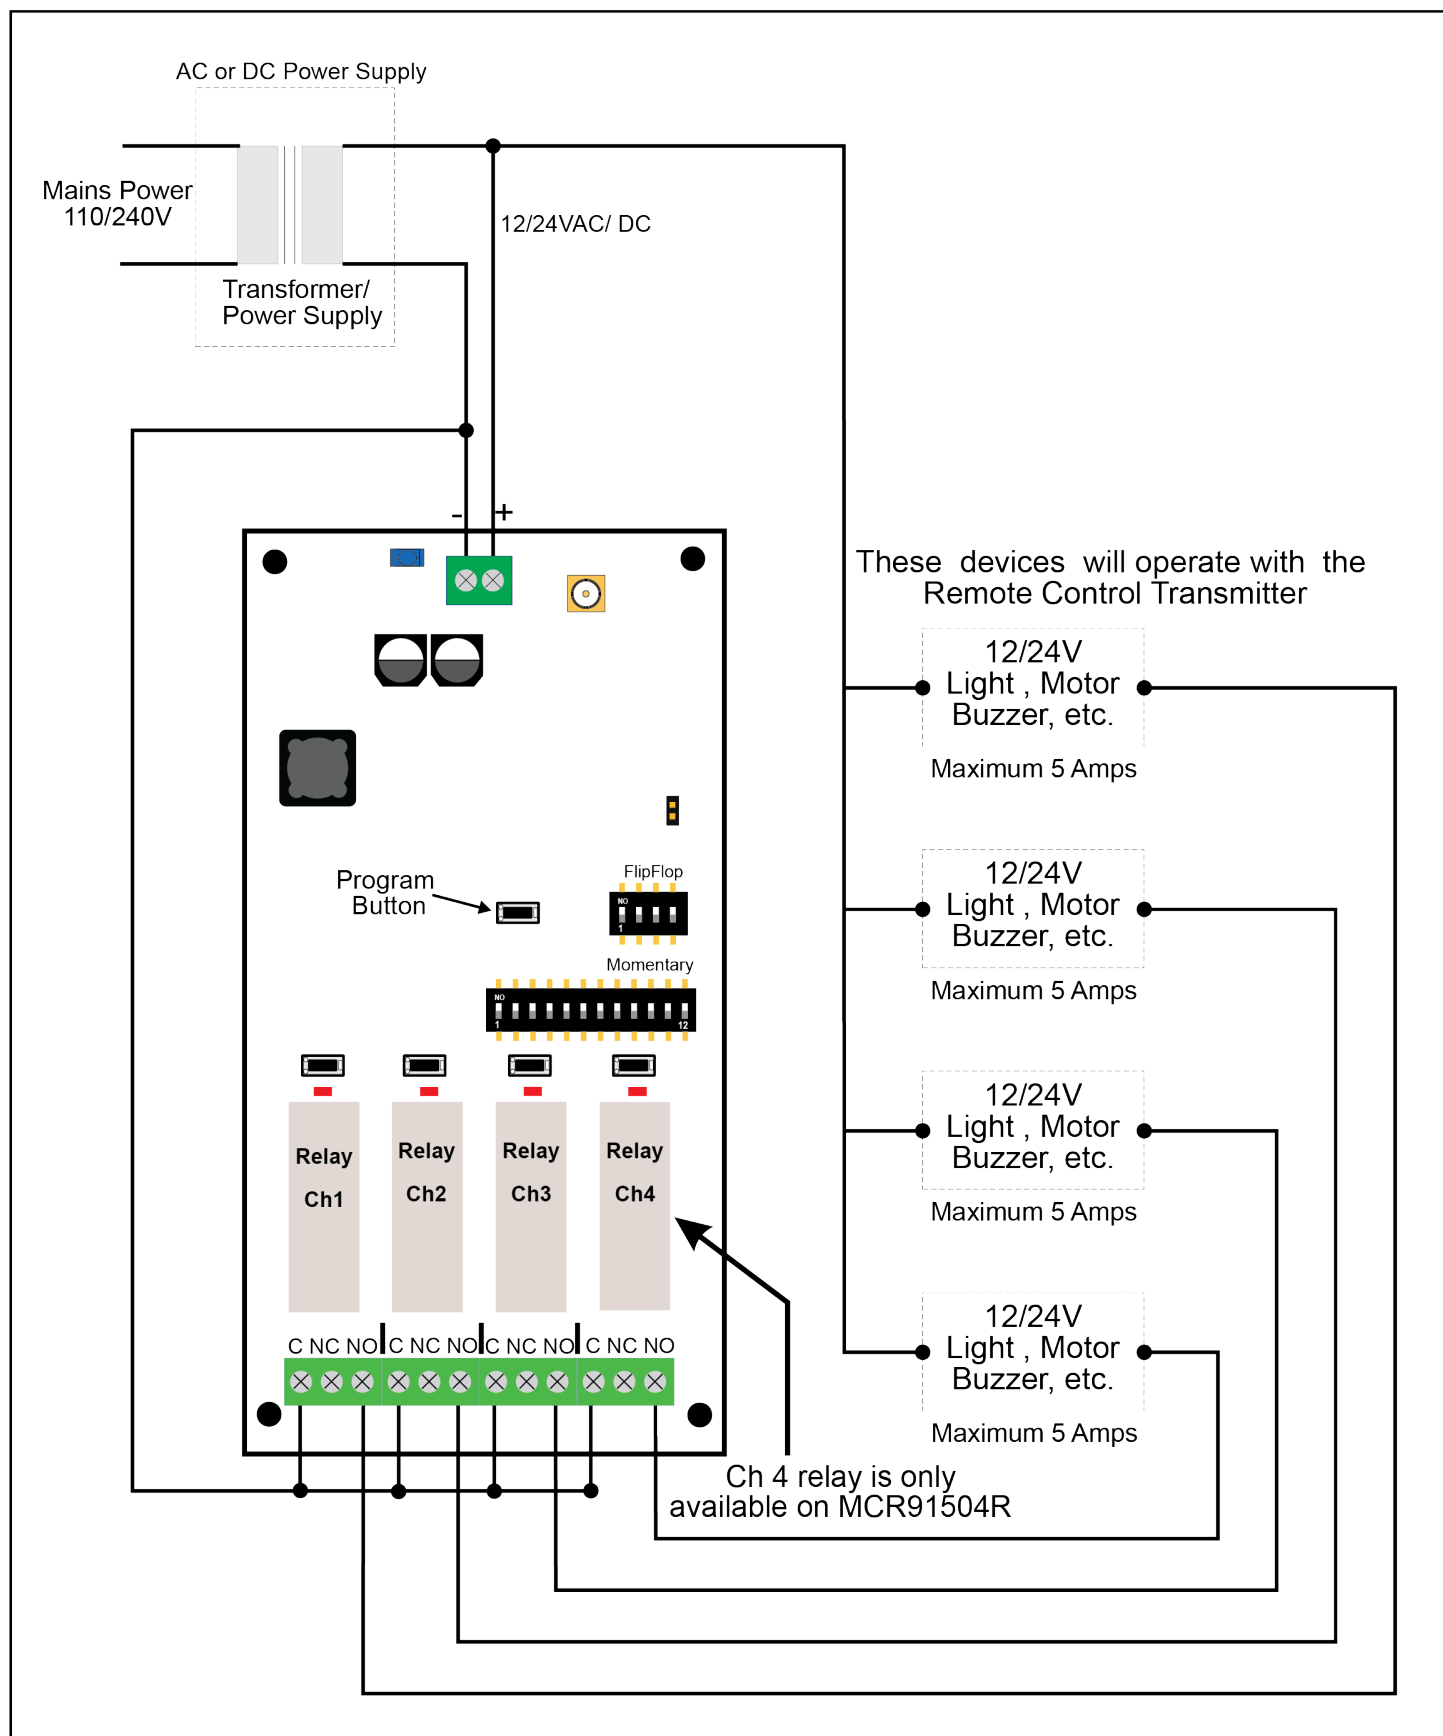 AC or DC Power Supply
Mains Power
110/240V
12/24VAC/ DC
Transformer/
Power Supply
- +
These devices will operate with the
Remote Control Transmitter
12/24V
Light , Motor
Buzzer, etc.
Maximum 5 Amps
Program
Button
FlipFlop
NO
1
Momentary
NO
1 12
12/24V
Light , Motor
Buzzer, etc.
Maximum 5 Amps
12/24V
Light , Motor
Buzzer, etc.
Maximum 5 Amps
Relay
Ch1
Relay
Ch2
Relay
Ch3
Relay
Ch4
12/24V
Light , Motor
Buzzer, etc.
Maximum 5 Amps
C NC NO C NC NO C NC NO C NC NO
Ch 4 relay is only
available on MCR91504R